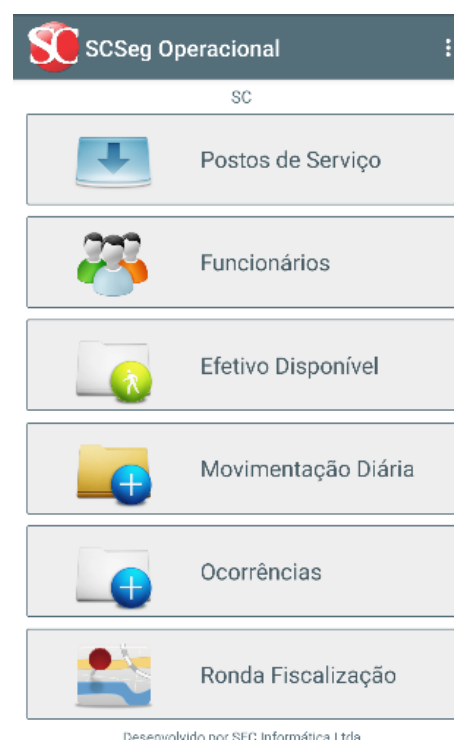 SC SCSeg Operacional
SC
Postos de Serviço
Funcionários
Efetivo Disponível
Movimentação Diária
Ocorrências
Ronda Fiscalização
Desenvolvido por SEC Informática Ltda